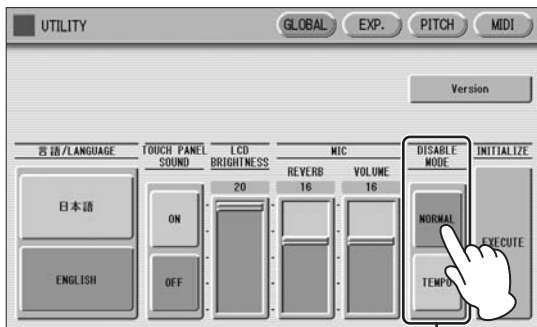 UTILITY
GLOBAL
EXP.
PITCH
MIDI
Version
言語/LANGUAGE
TOUCH PANEL
SOUND
LCD
BRIGHTNESS
MIC
REVERB
VOLUME
DISABLE
MODE
INITIALIZE
20
16
16
日本語
ENGLISH
ON
OFF
NORMAL
TEMPO
EXECUTE